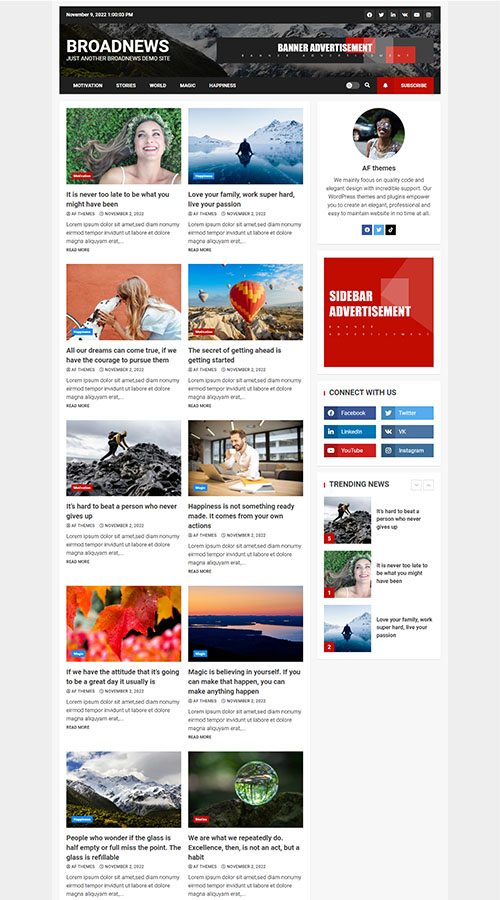 November 9, 2022 1:00:03 PM
BROADNEWS
JUST ANOTHER BROADNEWS DEMO SITE
BANNER ADVERTISEMENT
BANNER ADVERTISEMENT
MOTIVATION STORIES WORLD MAGIC HAPPINESS
SUBSCRIBE
Motivation
It is never too late to be what you
might have been
AF THEMES NOVEMBER 2, 2022
Lorem ipsum dolor sit amet,sed diam nonumy
eirmod tempor invidunt ut labore et dolore
magna aliquyam erat,...
READ MORE
Happiness
Love your family, work super hard,
live your passion
AF THEMES NOVEMBER 2, 2022
Lorem ipsum dolor sit amet,sed diam nonumy
eirmod tempor invidunt ut labore et dolore
magna aliquyam erat,...
READ MORE
Happiness
All our dreams can come true, if we
have the courage to pursue them
AF THEMES NOVEMBER 2, 2022
Lorem ipsum dolor sit amet,sed diam nonumy
eirmod tempor invidunt ut labore et dolore
magna aliquyam erat,...
READ MORE
Motivation
The secret of getting ahead is
getting started
AF THEMES NOVEMBER 2, 2022
Lorem ipsum dolor sit amet,sed diam nonumy
eirmod tempor invidunt ut labore et dolore
magna aliquyam erat,...
READ MORE
Motivation
It's hard to beat a person who never
gives up
AF THEMES NOVEMBER 2, 2022
Lorem ipsum dolor sit amet,sed diam nonumy
eirmod tempor invidunt ut labore et dolore
magna aliquyam erat,...
READ MORE
Magic
Happiness is not something ready
made. It comes from your own
actions
AF THEMES NOVEMBER 2, 2022
Lorem ipsum dolor sit amet,sed diam nonumy
eirmod tempor invidunt ut labore et dolore
magna aliquyam erat,...
READ MORE
Magic
If we have the attitude that it's going
to be a great day it usually is
AF THEMES NOVEMBER 2, 2022
Lorem ipsum dolor sit amet,sed diam nonumy
eirmod tempor invidunt ut labore et dolore
magna aliquyam erat,...
READ MORE
Magic
Magic is believing in yourself. If you
can make that happen, you can
make anything happen
AF THEMES NOVEMBER 2, 2022
Lorem ipsum dolor sit amet,sed diam nonumy
eirmod tempor invidunt ut labore et dolore
magna aliquyam erat,...
READ MORE
Happiness
People who wonder if the glass is
half empty or full miss the point. The
glass is refillable
AF THEMES NOVEMBER 2, 2022
Lorem ipsum dolor sit amet,sed diam nonumy
eirmod tempor invidunt ut labore et dolore
magna aliquyam erat,...
Stories
We are what we repeatedly do.
Excellence, then, is not an act, but a
habit
AF THEMES NOVEMBER 2, 2022
Lorem ipsum dolor sit amet,sed diam nonumy
eirmod tempor invidunt ut labore et dolore
magna aliquyam erat,...
AF themes
We mainly focus on quality code and
elegant design with incredible support. Our
WordPress themes and plugins empower
you to create an elegant, professional and
easy to maintain website in no time at all.
SIDEBAR
ADVERTISEMENT
BANNER
ADVERTISEMENT
CONNECT WITH US
Facebook Twitter
LinkedIn VK
YouTube Instagram
TRENDING NEWS
5
It's hard to beat a
person who never
gives up
1
It is never too late to
be what you might
have been
2
Love your family, work
super hard, live your
passion